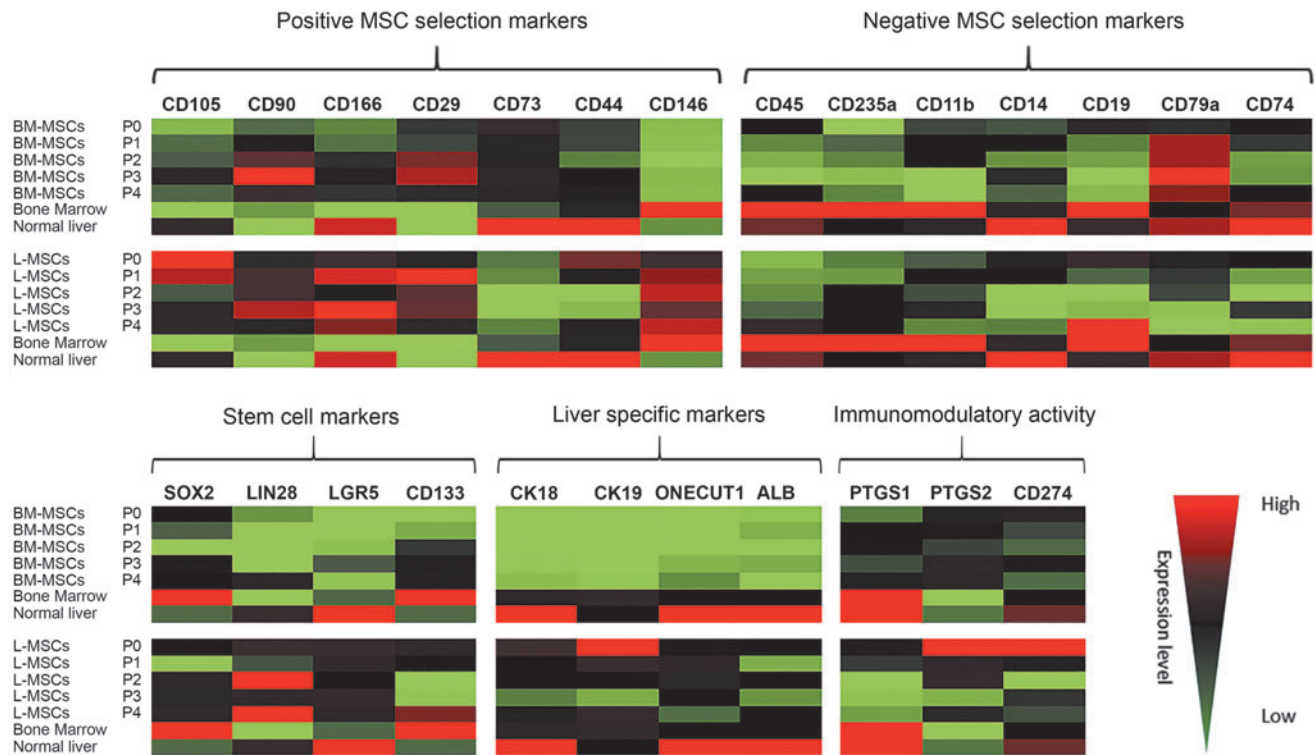 Positive MSC selection markers Negative MSC selection markers
CD105 CD90 CD166 CD29 CD73 CD44 CD146 CD45 CD235a CD11b CD14 CD19 CD79a CD74
BM-MSCs P0
BM-MSCs P1
BM-MSCs P2
BM-MSCs P3
BM-MSCs P4
Bone Marrow
Normal liver
L-MSCs P0
L-MSCs P1
L-MSCs P2
L-MSCs P3
L-MSCs P4
Bone Marrow
Normal liver
Stem cell markers Liver specific markers Immunomodulatory activity
SOX2 LIN28 LGR5 CD133 CK18 CK19 ONECUT1 ALB PTGS1 PTGS2 CD274
BM-MSCs P0
BM-MSCs P1
BM-MSCs P2
BM-MSCs P3
BM-MSCs P4
Bone Marrow
Normal liver
L-MSCs P0
L-MSCs P1
L-MSCs P2
L-MSCs P3
L-MSCs P4
Bone Marrow
Normal liver
High
Expression level
Low